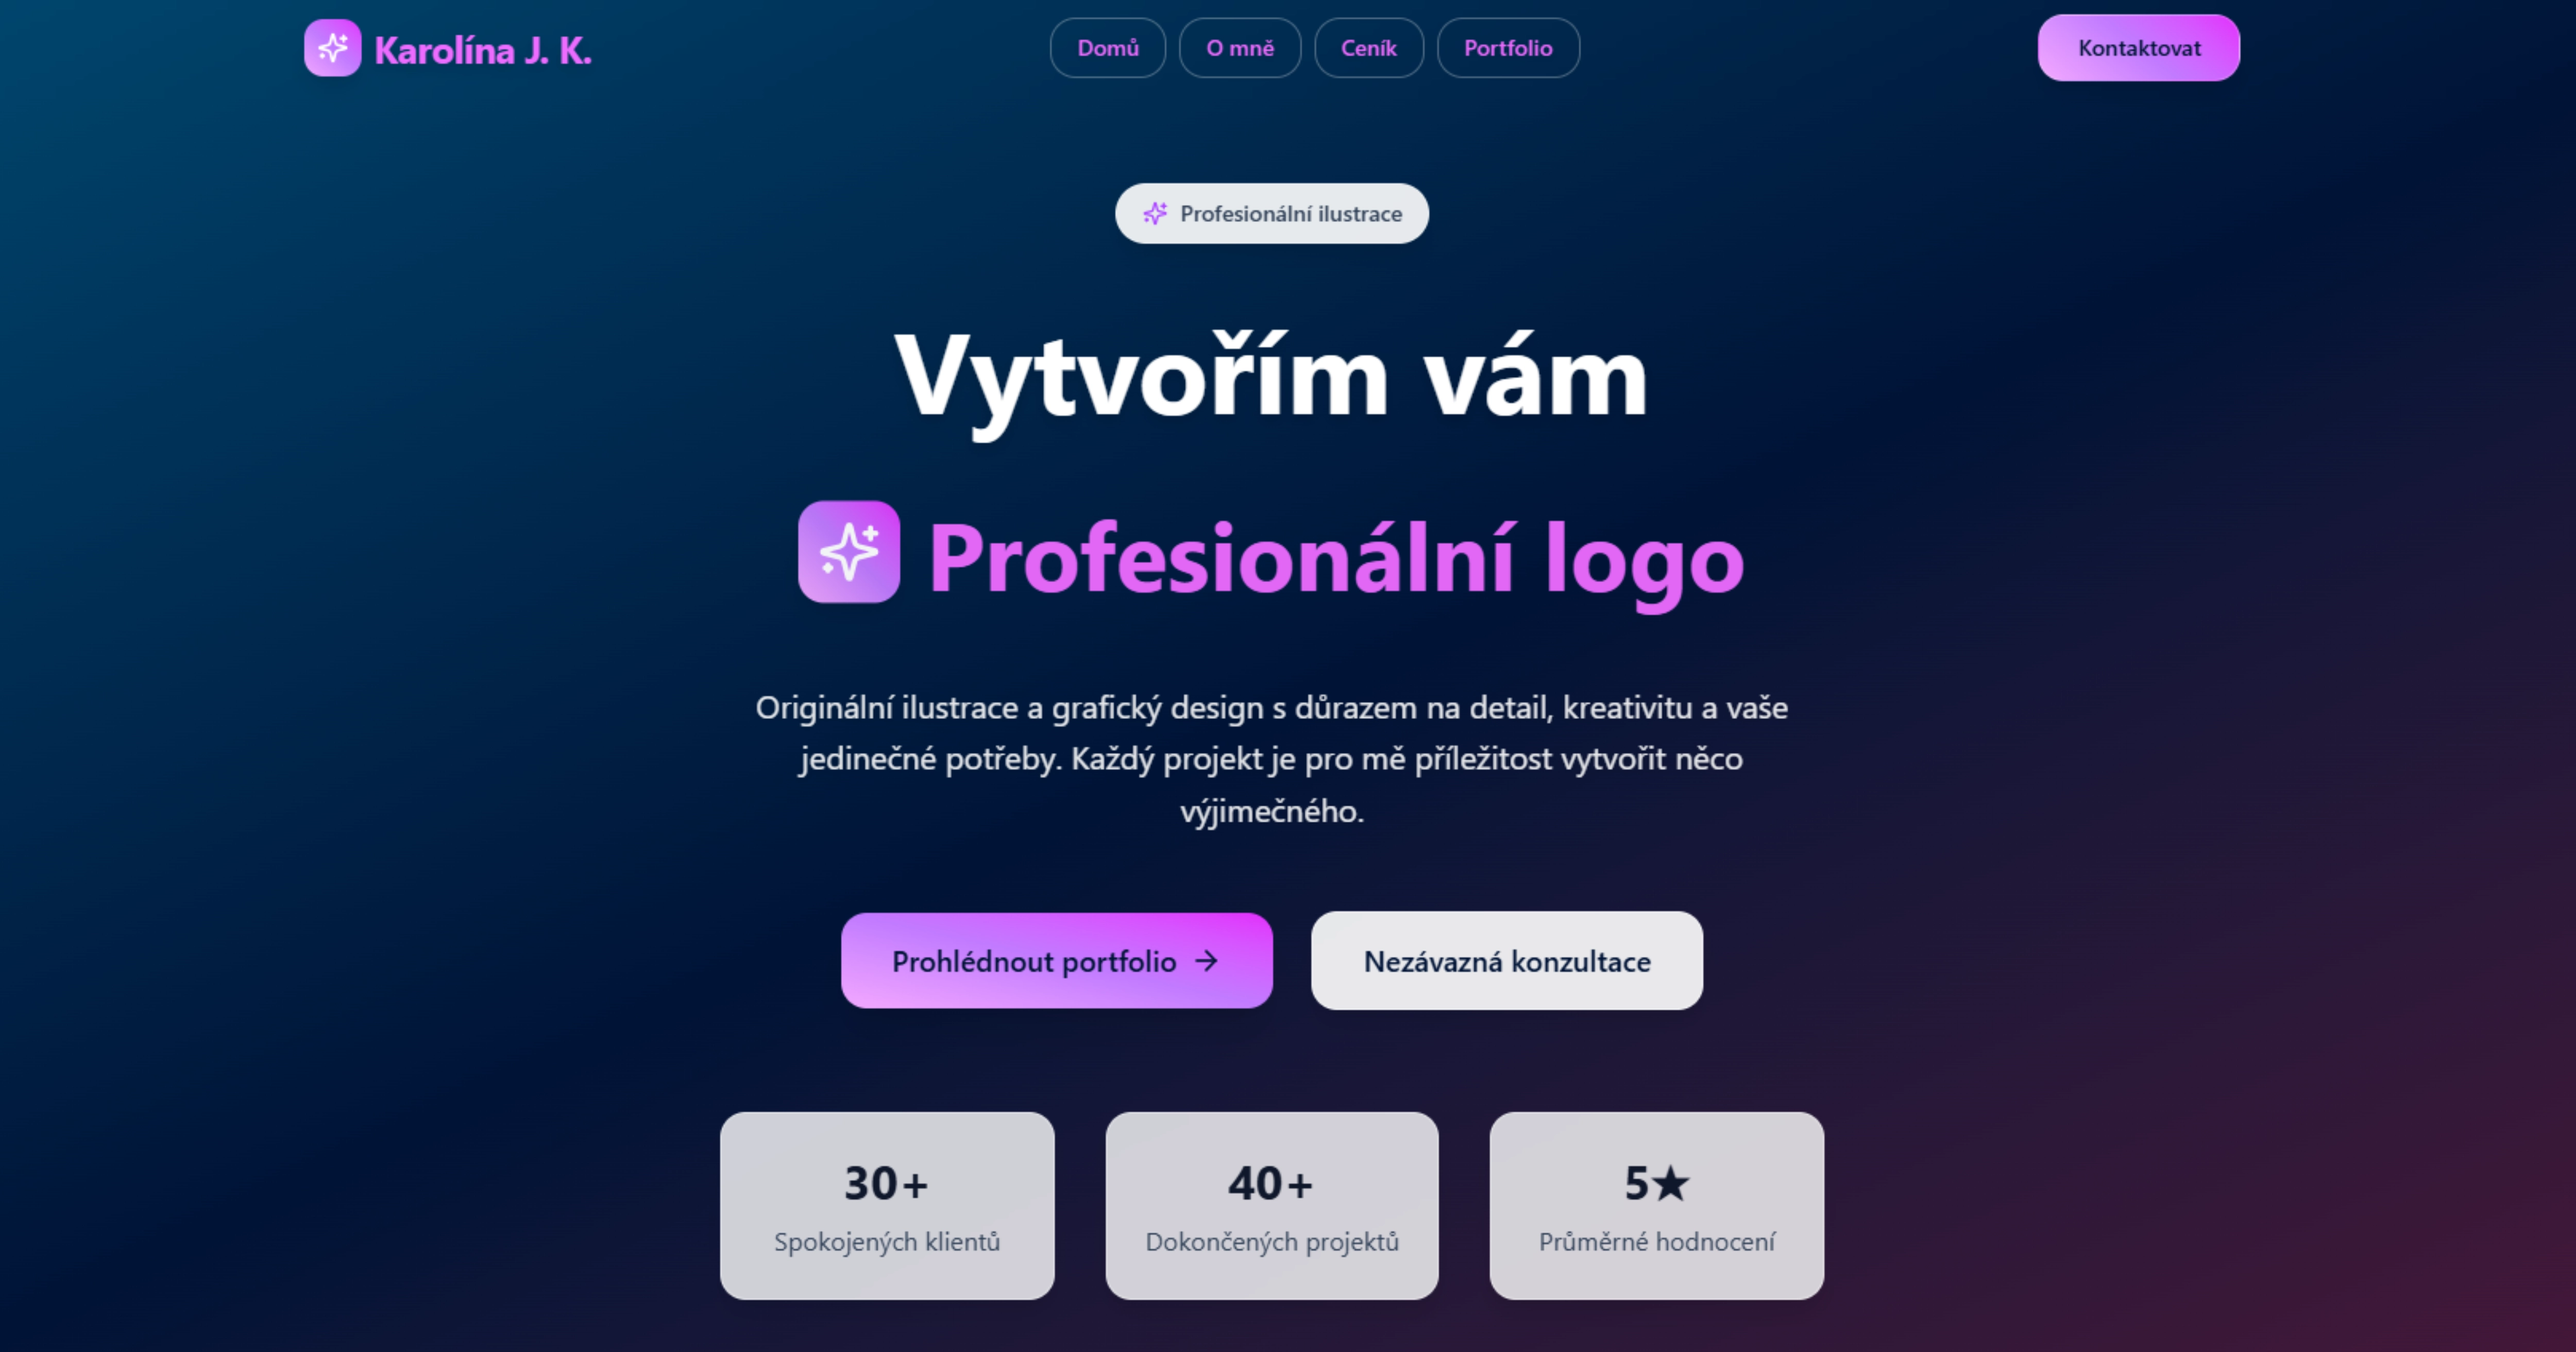 Karolína J. K.
Domů
O mně
Ceník
Portfolio
Kontaktovat
Profesionální ilustrace
Vytvořím vám
Profesionální logo
Originální ilustrace a grafický design s důrazem na detail, kreativitu a vaše
jedinečné potřeby. Každý projekt je pro mě příležitost vytvořit něco
výjimečného.
Prohlédnout portfolio →
Nezávazná konzultace
30+
Spokojených klientů
40+
Dokončených projektů
5★
Průměrné hodnocení